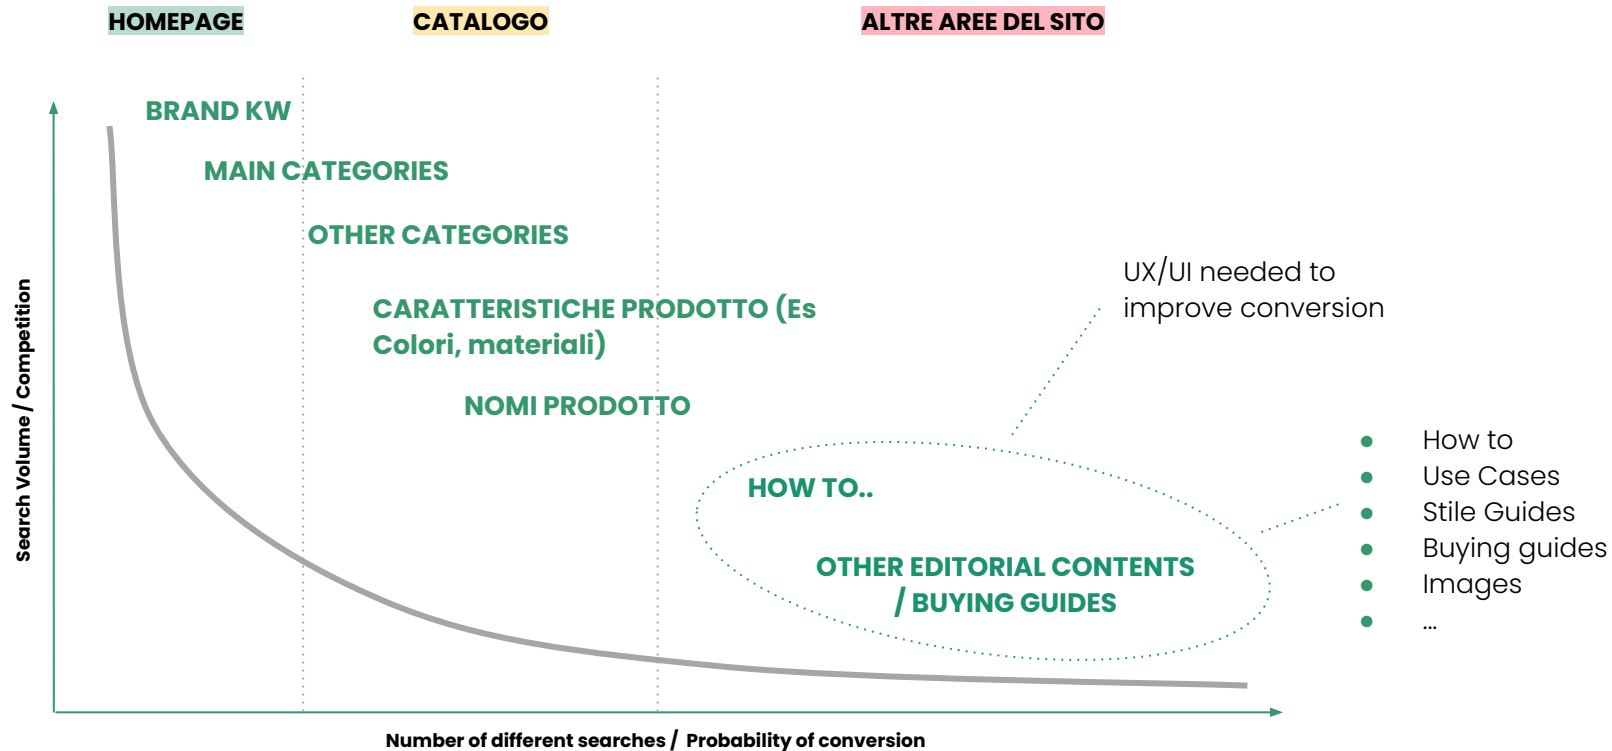 HOMEPAGE
CATALOGO
ALTRE AREE DEL SITO
BRAND KW
MAIN CATEGORIES
OTHER CATEGORIES
CARATTERISTICHE PRODOTTO (Es
Colori, materiali)
NOMI PRODOTTO
UX/UI needed to
improve conversion
HOW TO..
OTHER EDITORIAL CONTENTS
/ BUYING GUIDES
How to
Use Cases
Stile Guides
Buying guides
Images
...
Search Volume / Competition
Number of different searches / Probability of conversion